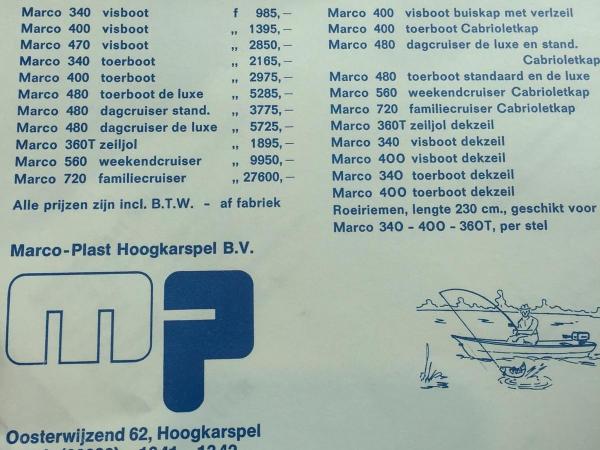 Marco 340 visboot f 985,—
Marco 400 visboot „ 1395,—
Marco 470 visboot „ 2850,—
Marco 340 toerboot „ 2165,—
Marco 400 toerboot „ 2975,—
Marco 480 toerboot de luxe „ 5285,—
Marco 480 dagcruiser stand. „ 3775,—
Marco 480 dagcruiser de luxe „ 5725,—
Marco 360T zeiljol „ 1895,—
Marco 560 weekendcruiser „ 9950,—
Marco 720 familiecruiser „ 27600,—
Alle prijzen zijn incl. B.T.W. - af fabriek
Marco-Plast Hoogkarspel B.V.
mp
Oosterwijzend 62, Hoogkarspel
Marco 400 visboot buiskap met verlzeil
Marco 400 toerboot Cabrioletkap
Marco 480 dagcruiser de luxe en stand.
Cabrioletkap
Marco 480 toerboot standaard en de luxe
Marco 560 weekendcruiser Cabrioletkap
Marco 720 familiecruiser Cabrioletkap
Marco 360T zeiljol dekzeil
Marco 340 visboot dekzeil
Marco 400 visboot dekzeil
Marco 340 toerboot dekzeil
Marco 400 toerboot dekzeil
Roeiriemen, lengte 230 cm., geschikt voor
Marco 340 - 400 - 360T, per stel